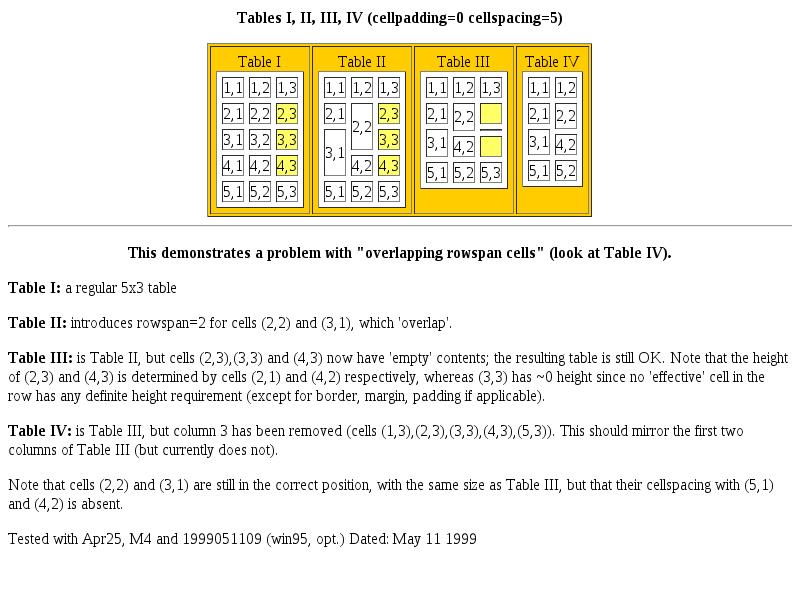 Tables I, II, III, IV (cellpadding=0 cellspacing=5)
Table I Table II Table III Table IV
1,1 1,2 1,3 1,1 1,2 1,3 1,1 1,2 1,3 1,1 1,2
2,1 2,2 2,3 2,1 2,2 2,3 2,1 2,2 2,1 2,2
3,1 3,2 3,3 3,1 3,3 3,1 3,1
4,1 4,2 4,3 4,2 4,3 4,2 4,2
5,1 5,2 5,3 5,1 5,2 5,3 5,1 5,2 5,3 5,1 5,2
This demonstrates a problem with "overlapping rowspan cells" (look at Table IV).
Table I: a regular 5x3 table
Table II: introduces rowspan=2 for cells (2,2) and (3,1), which 'overlap'.
Table III: is Table II, but cells (2,3),(3,3) and (4,3) now have 'empty' contents; the resulting table is still OK. Note that the height
of (2,3) and (4,3) is determined by cells (2,1) and (4,2) respectively, whereas (3,3) has ~0 height since no 'effective' cell in the
row has any definite height requirement (except for border, margin, padding if applicable).
Table IV: is Table III, but column 3 has been removed (cells (1,3),(2,3),(3,3),(4,3),(5,3)). This should mirror the first two
columns of Table III (but currently does not).
Note that cells (2,2) and (3,1) are still in the correct position, with the same size as Table III, but that their cellspacing with (5,1)
and (4,2) is absent.
Tested with Apr25, M4 and 1999051109 (win95, opt.) Dated: May 11 1999